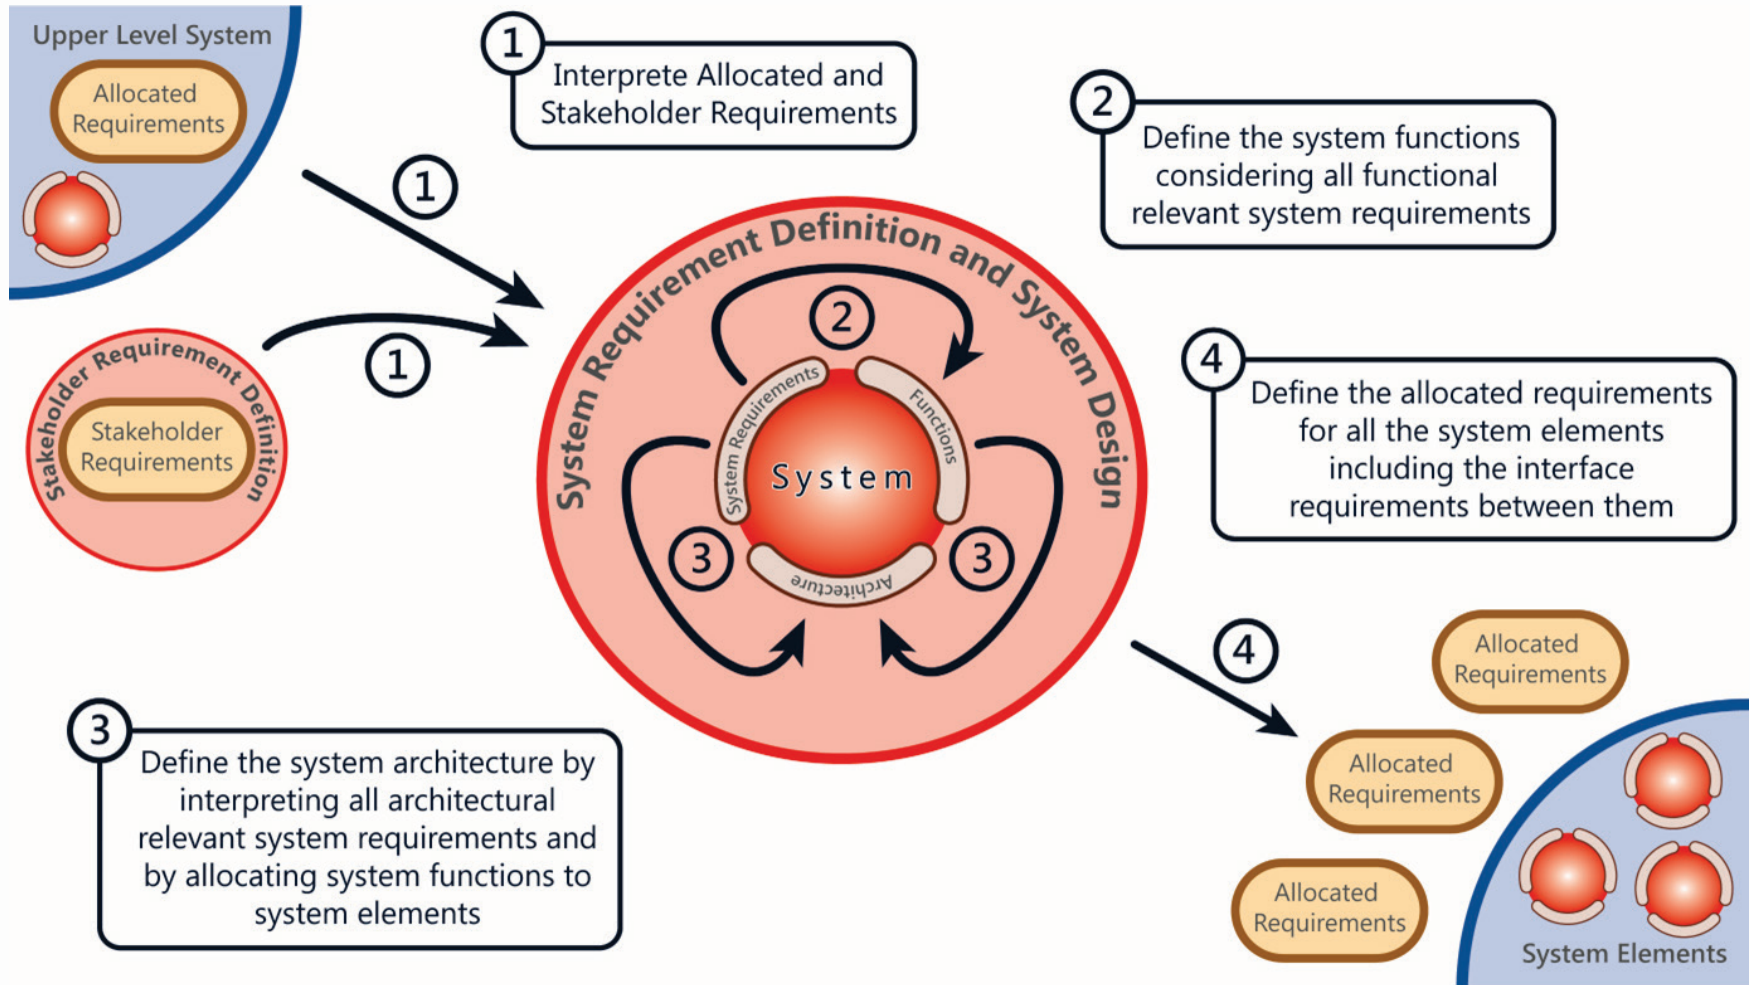 Upper Level System
Allocated
Requirements
1
Interprete Allocated and
Stakeholder Requirements
2
Define the system functions
considering all functional
relevant system requirements
1
1
Stakeholder Requirement Definition
Stakeholder
Requirements
System Requirement Definition and System Design
2
System Requirements
Functions
System
Architecture
3
3
4
Define the allocated requirements
for all the system elements
including the interface
requirements between them
3
Define the system architecture by
interpreting all architectural
relevant system requirements and
by allocating system functions to
system elements
4
Allocated
Requirements
Allocated
Requirements
Allocated
Requirements
System Elements